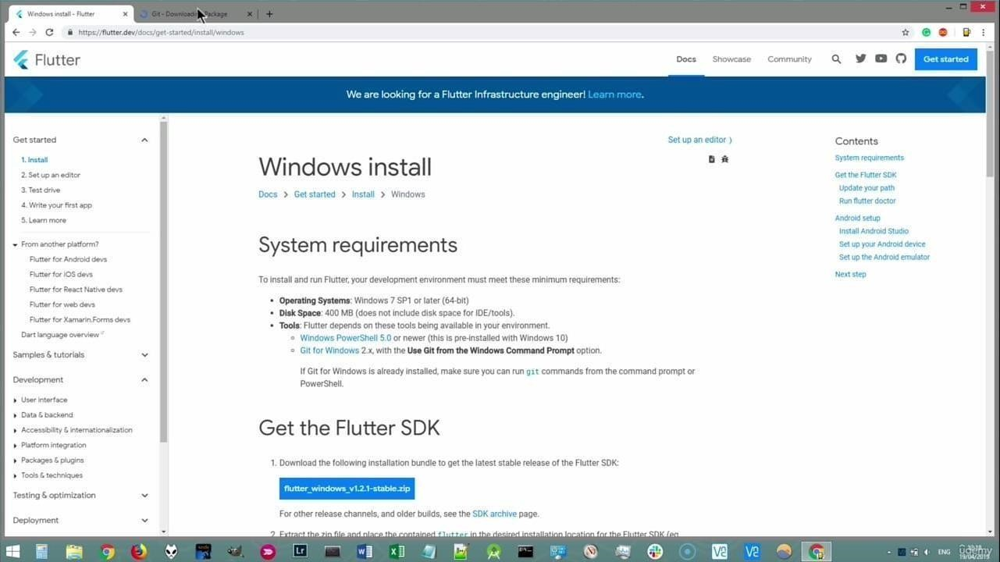 Windows install - Flutter
Git - Downloading Package
https://flutter.dev/docs/get-started/install/windows
Flutter
Docs
Showcase
Community
Get started
We are looking for a Flutter Infrastructure engineer! Learn more.
Get started
1. Install
2. Set up an editor
3. Test drive
4. Write your first app
5. Learn more
From another platform?
Flutter for Android devs
Flutter for iOS devs
Flutter for React Native devs
Flutter for web devs
Flutter for Xamarin.Forms devs
Dart language overview
Samples & tutorials
Development
User interface
Data & backend
Accessibility & internationalization
Platform integration
Packages & plugins
Tools & techniques
Testing & optimization
Deployment
Set up an editor )
Windows install
Docs > Get started > Install > Windows
System requirements
To install and run Flutter, your development environment must meet these minimum requirements:
• Operating Systems: Windows 7 SP1 or later (64-bit)
• Disk Space: 400 MB (does not include disk space for IDE/tools).
• Tools: Flutter depends on these tools being available in your environment.
Windows PowerShell 5.0 or newer (this is pre-installed with Windows 10)
Git for Windows 2.x, with the Use Git from the Windows Command Prompt option.
If Git for Windows is already installed, make sure you can run git commands from the command prompt or
PowerShell.
Get the Flutter SDK
1. Download the following installation bundle to get the latest stable release of the Flutter SDK:
flutter_windows_v1.2.1-stable.zip
For other release channels, and older builds, see the SDK archive page.
2. Extract the zip file and place the contained flutter in the desired installation location for the Flutter SDK (eg,
Contents
System requirements
Get the Flutter SDK
Update your path
Run flutter doctor
Android setup
Install Android Studio
Set up your Android device
Set up the Android emulator
Next step
Lr
ENG
19/04/2019
udemy